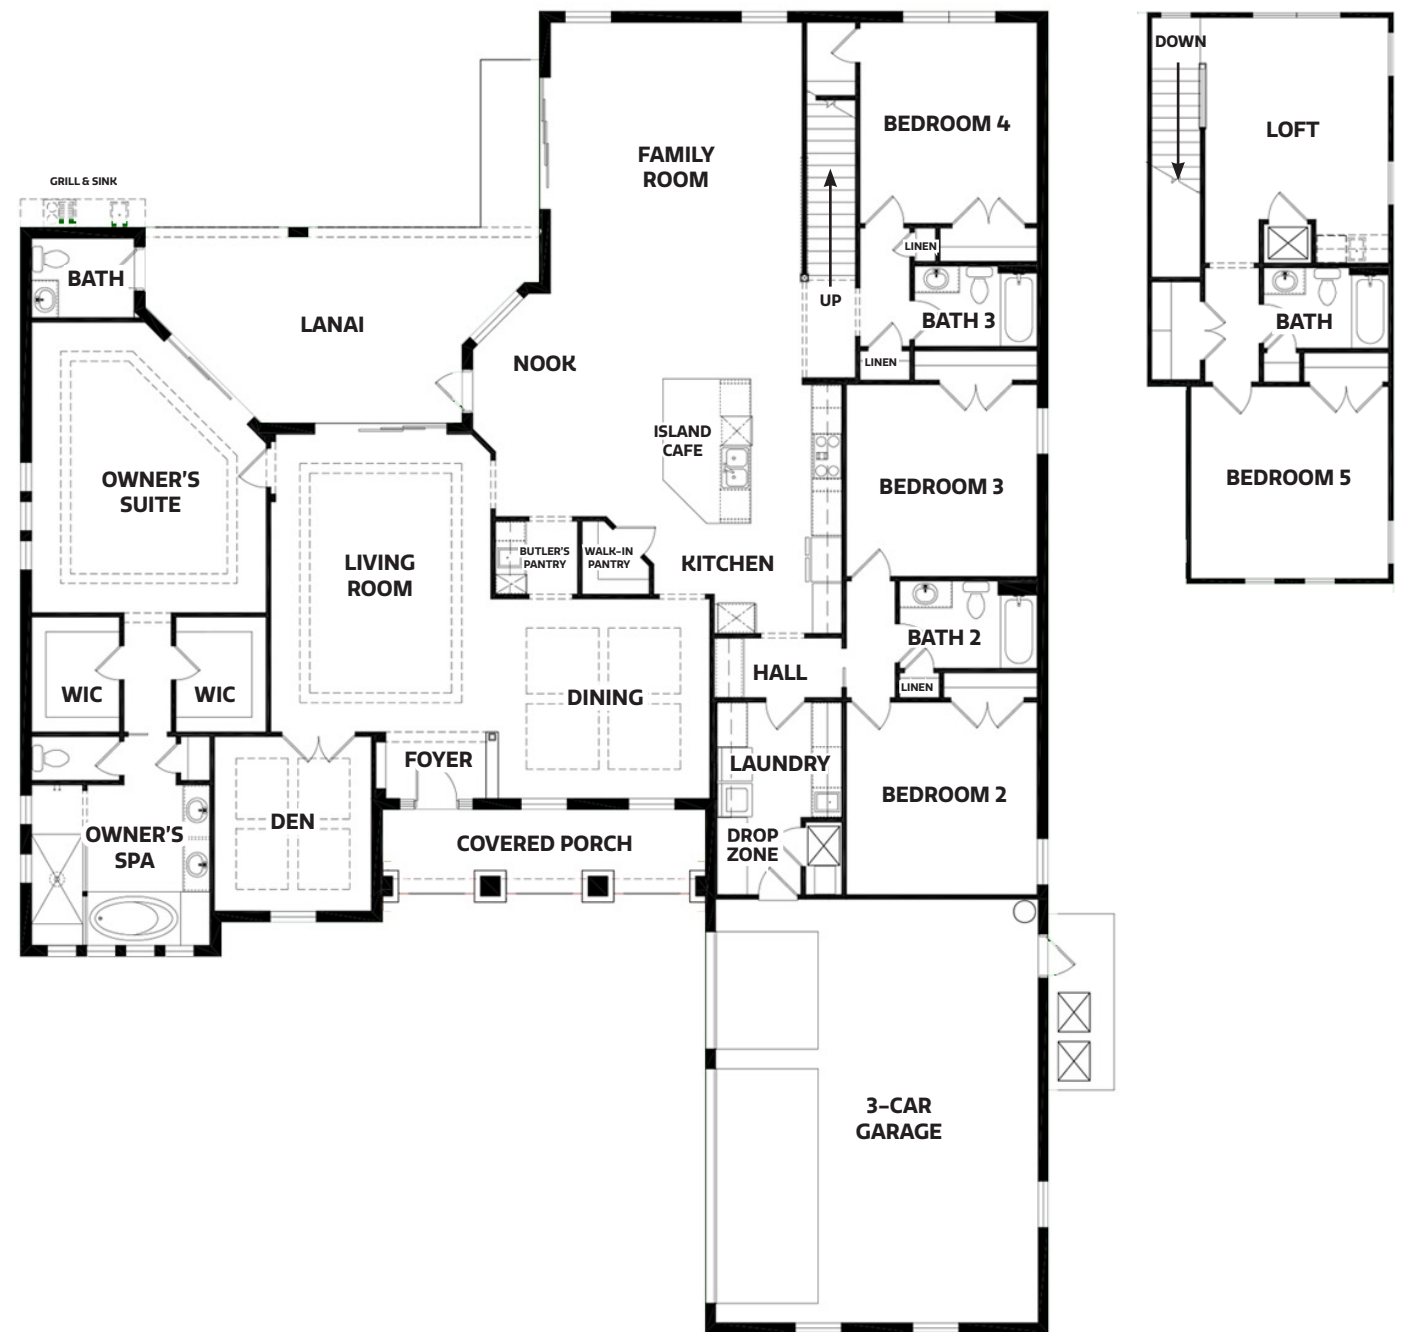 DOWN
BEDROOM 4
LOFT
FAMILY
ROOM
GRILL & SINK
LINEN
BATH
UP
BATH 3
BATH
LANAI
LINEN
NOOK
ISLAND
CAFE
OWNER'S
SUITE
BEDROOM 3
BEDROOM 5
BUTLER'S
PANTRY
WALK-IN
PANTRY
KITCHEN
LIVING
ROOM
BATH 2
HALL
LINEN
WIC
WIC
DINING
FOYER
LAUNDRY
BEDROOM 2
DEN
OWNER'S
SPA
COVERED PORCH
DROP
ZONE
3-CAR
GARAGE